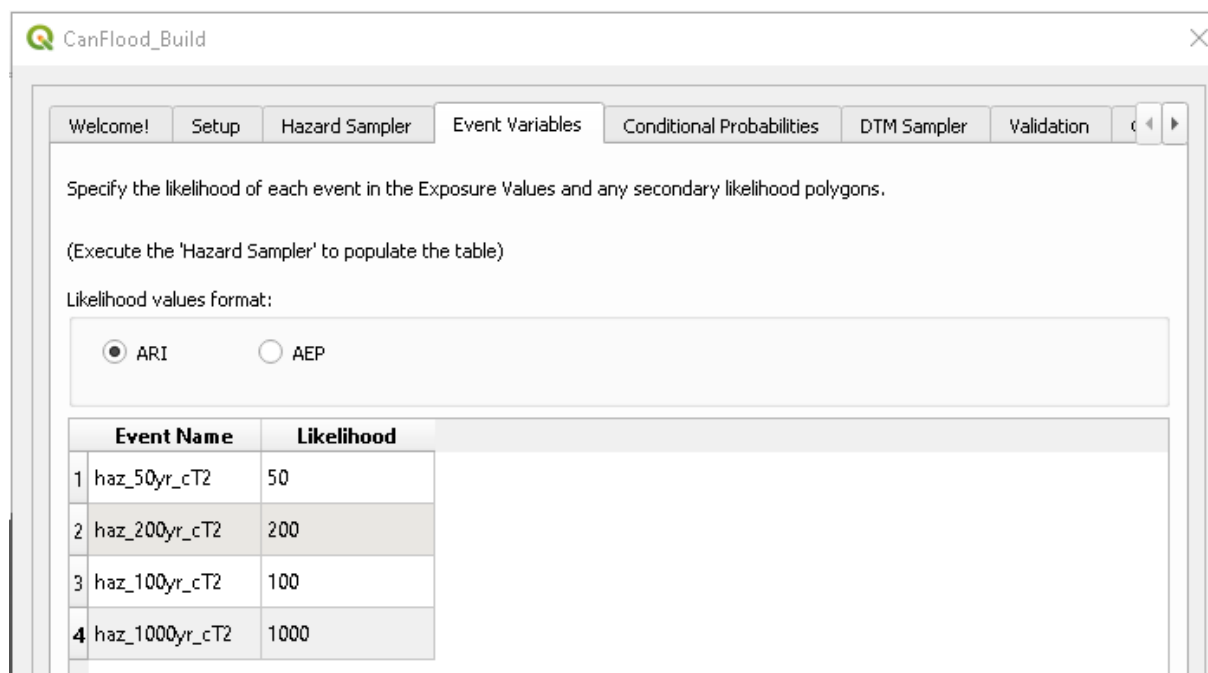 CanFlood_Build
Welcome! Setup Hazard Sampler Event Variables Conditional Probabilities DTM Sampler Validation
Specify the likelihood of each event in the Exposure Values and any secondary likelihood polygons.
(Execute the 'Hazard Sampler' to populate the table)
Likelihood values format:
ARI AEP
Event Name Likelihood
1 haz_50yr_cT2 50
2 haz_200yr_cT2 200
3 haz_100yr_cT2 100
4 haz_1000yr_cT2 1000